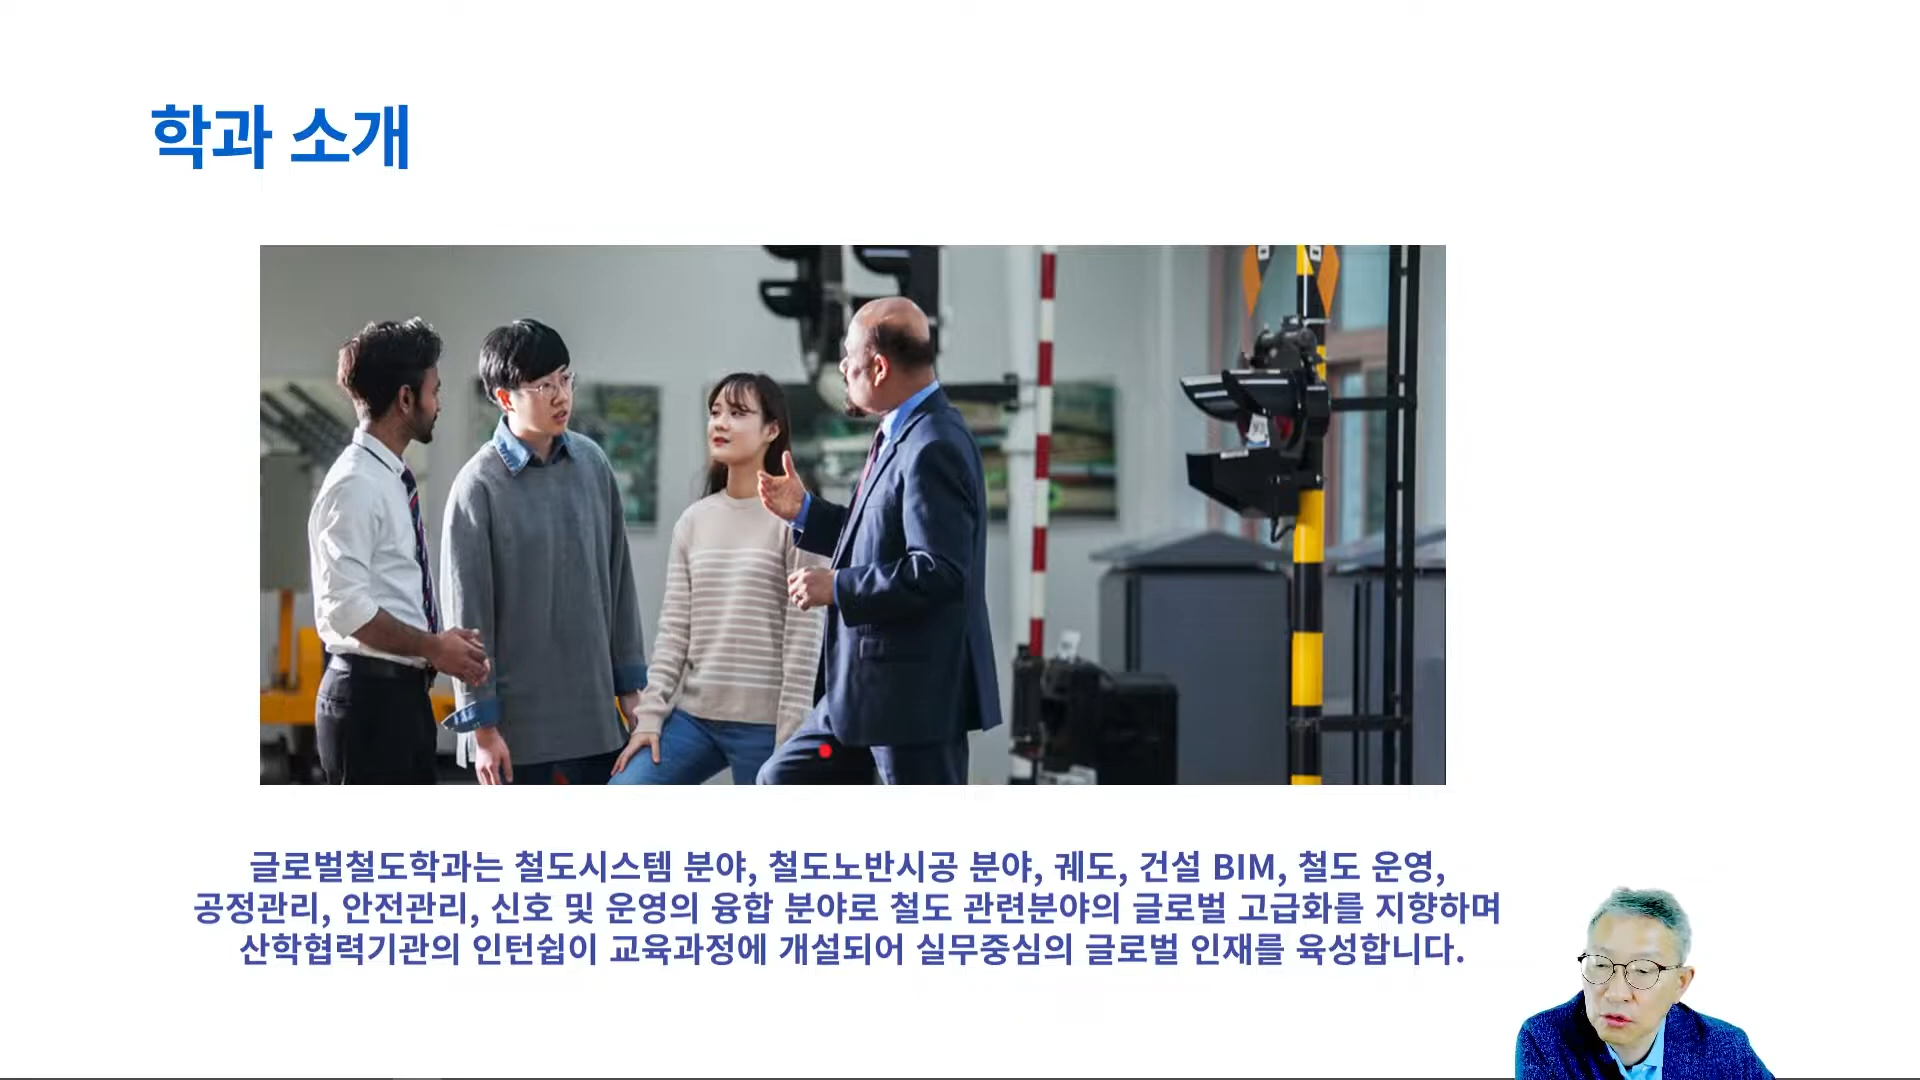 학과 소개
글로벌철도학과는 철도시스템 분야, 철도노반시공 분야, 궤도, 건설 BIM, 철도 운영,
공정관리, 안전관리, 신호 및 운영의 융합 분야로 철도 관련분야의 글로벌 고급화를 지향하며
산학협력기관의 인턴쉽이 교육과정에 개설되어 실무중심의 글로벌 인재를 육성합니다.